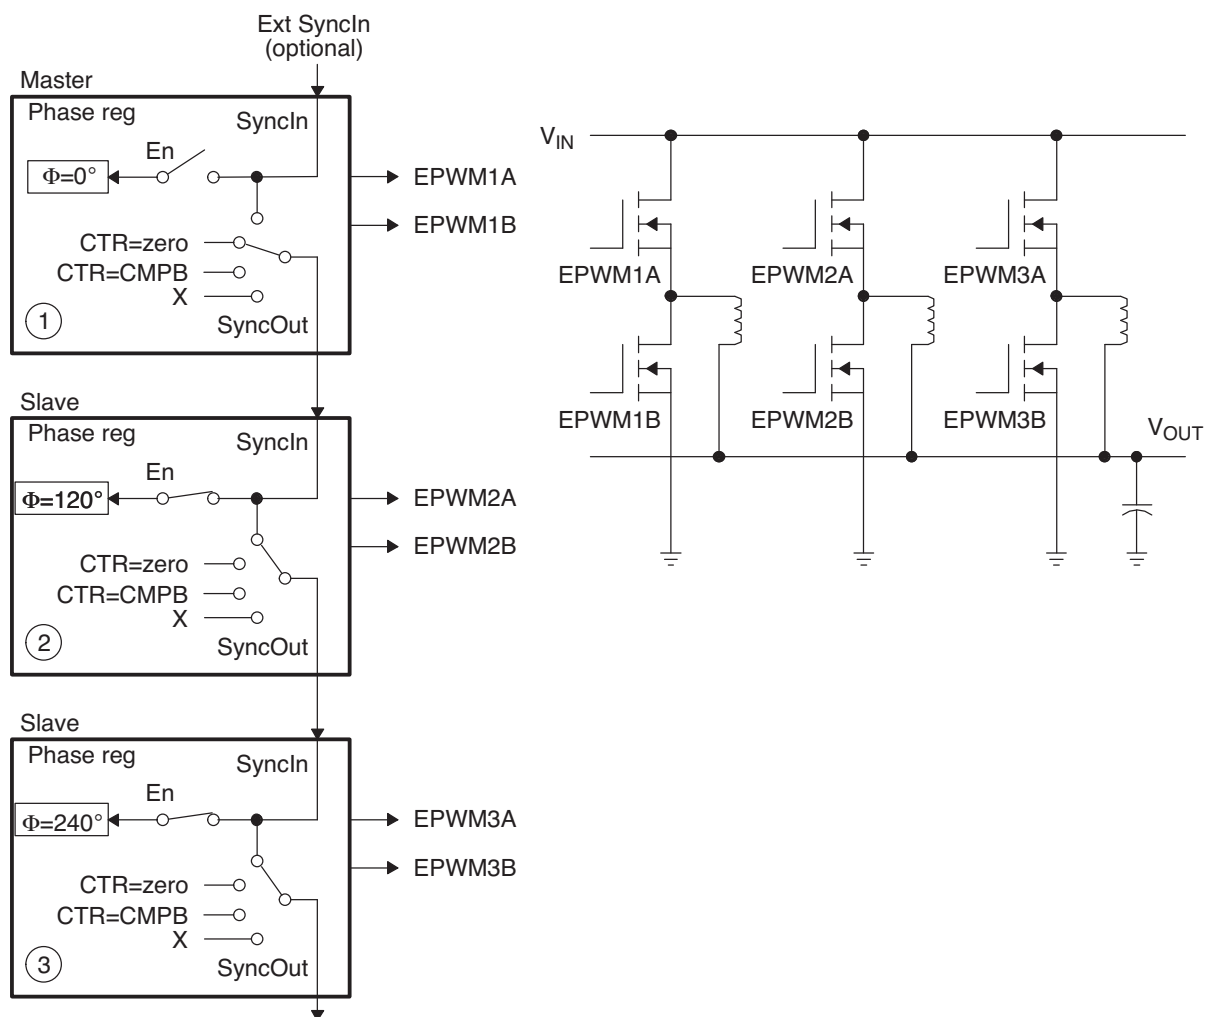 Ext SyncIn
(optional)
Master
Phase reg
SyncIn
En
Φ=0°
EPWM1A
EPWM1B
CTR=zero
CTR=CMPB
X
1
SyncOut
Slave
Phase reg
SyncIn
En
Φ=120°
EPWM2A
EPWM2B
CTR=zero
CTR=CMPB
X
2
SyncOut
Slave
Phase reg
SyncIn
En
Φ=240°
EPWM3A
EPWM3B
CTR=zero
CTR=CMPB
X
3
SyncOut
VIN
EPWM1A
EPWM2A
EPWM3A
EPWM1B
EPWM2B
EPWM3B
VOUT